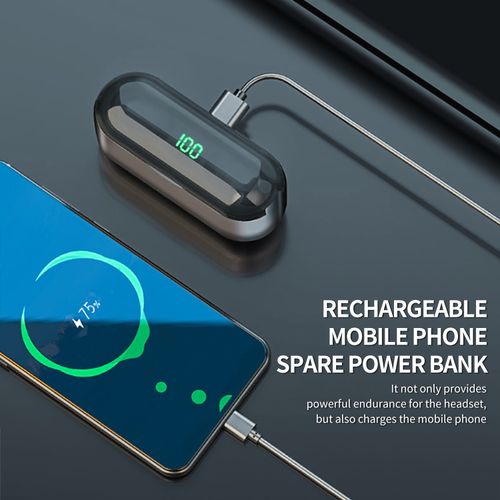 100
75%
RECHARGEABLE
MOBILE PHONE
SPARE POWER BANK
It not only provides
powerful endurance for the headset,
but also charges the mobile phone